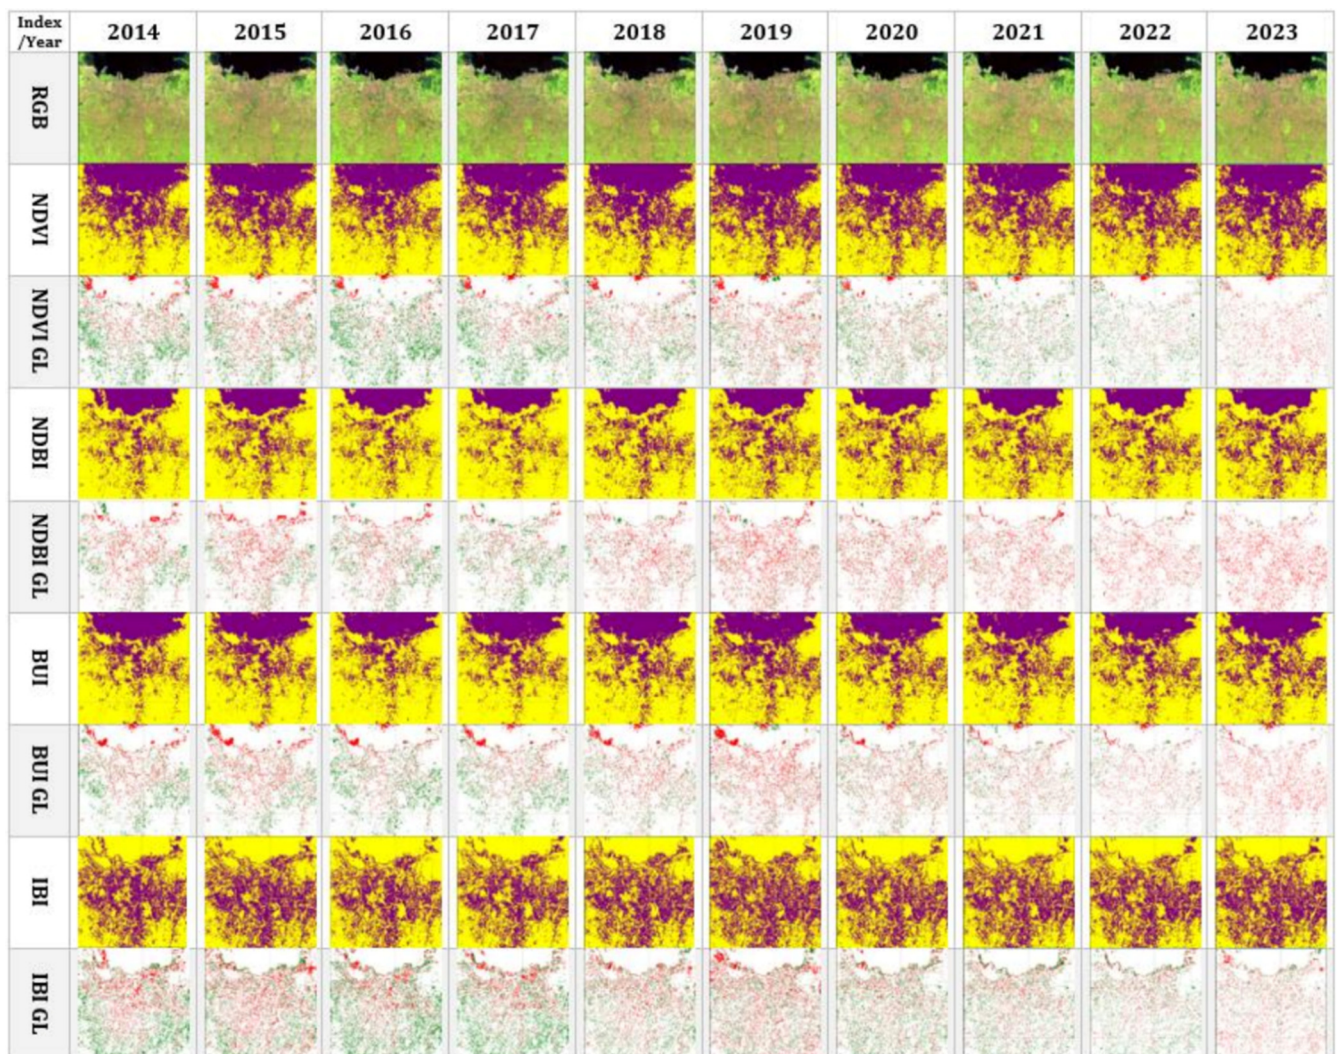 Index
/Year
2014
2015
2016
2017
2018
2019
2020
2021
2022
2023
RGB
NDVI
NDVI GL
NDBI
NDBI GL
BUI
BUI GL
IBI
IBI GL